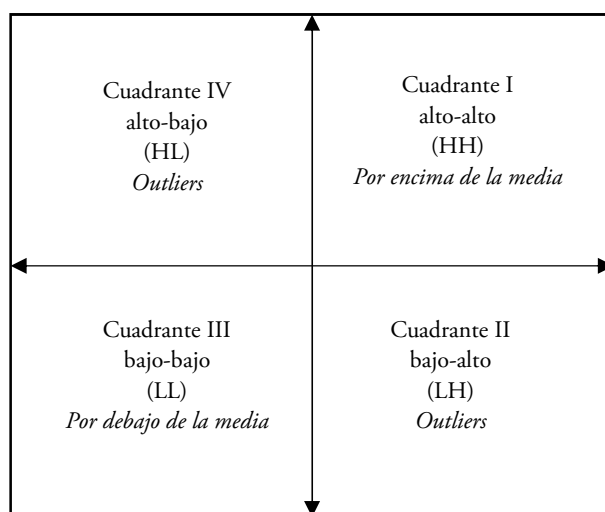 Cuadrante IV
alto-bajo
(HL)
Outliers
Cuadrante I
alto-alto
(HH)
Por encima de la media
Cuadrante III
bajo-bajo
(LL)
Por debajo de la media
Cuadrante II
bajo-alto
(LH)
Outliers